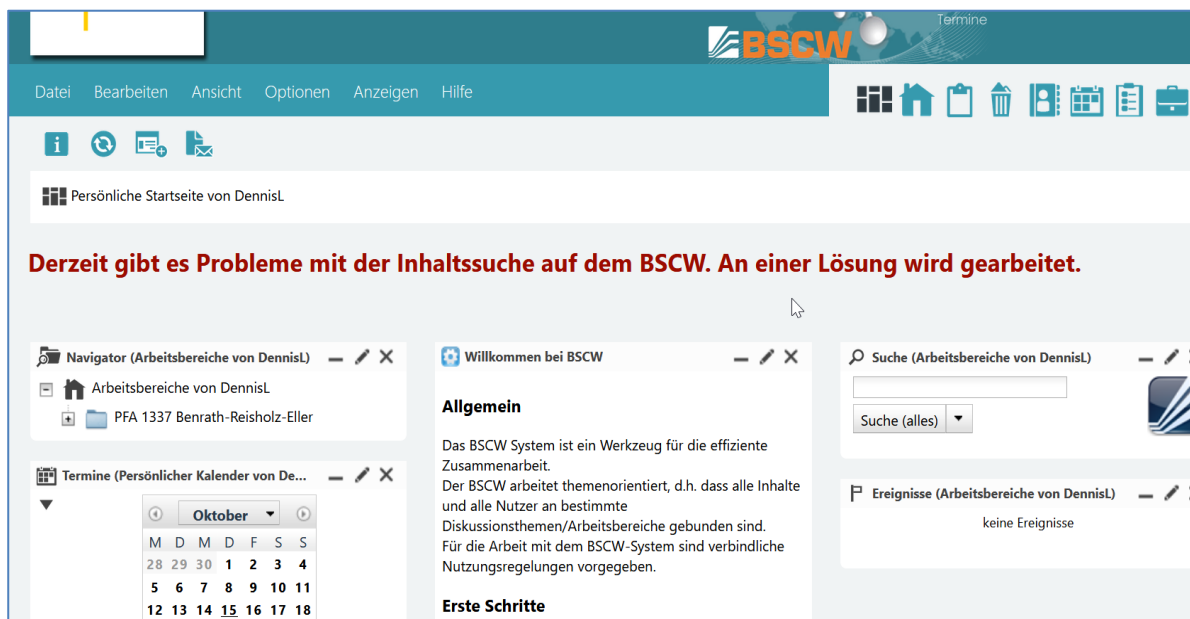 Termine
BSCW
Datei Bearbeiten Ansicht Optionen Anzeigen Hilfe
Persönliche Startseite von DennisL
Derzeit gibt es Probleme mit der Inhaltssuche auf dem BSCW. An einer Lösung wird gearbeitet.
Navigator (Arbeitsbereiche von DennisL)
Arbeitsbereiche von DennisL
PFA 1337 Benrath-Reisholz-Eller
Termine (Persönlicher Kalender von De...
Oktober
M D M D F S S
28 29 30 1 2 3 4
5 6 7 8 9 10 11
12 13 14 15 16 17 18
Willkommen bei BSCW
Allgemein
Das BSCW System ist ein Werkzeug für die effiziente
Zusammenarbeit.
Der BSCW arbeitet themenorientiert, d.h. dass alle Inhalte
und alle Nutzer an bestimmte
Diskussionsthemen/Arbeitsbereiche gebunden sind.
Für die Arbeit mit dem BSCW-System sind verbindliche
Nutzungsregelungen vorgegeben.
Erste Schritte
Suche (Arbeitsbereiche von DennisL)
Suche (alles)
Ereignisse (Arbeitsbereiche von DennisL)
keine Ereignisse